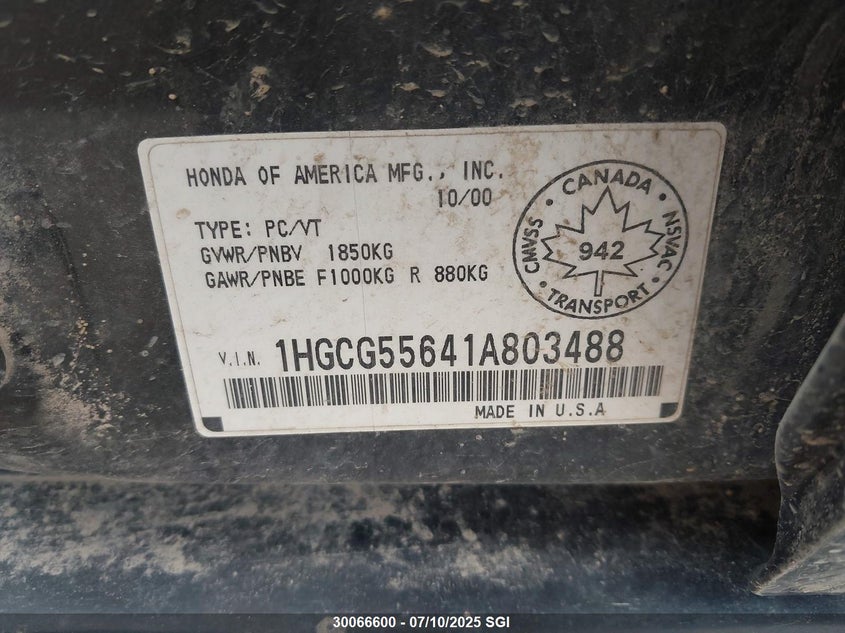 HONDA OF AMERICA MFG., INC.
10/00
TYPE: PC/VT
GVWR/PNBV 1850KG
GAWR/PNBE F1000KG R 880KG
CANADA
CMVSS
NSVAC
942
TRANSPORT
V.I.N. 1HGCG55641A803488
MADE IN U.S.A
30066600 - 07/10/2025 SGI